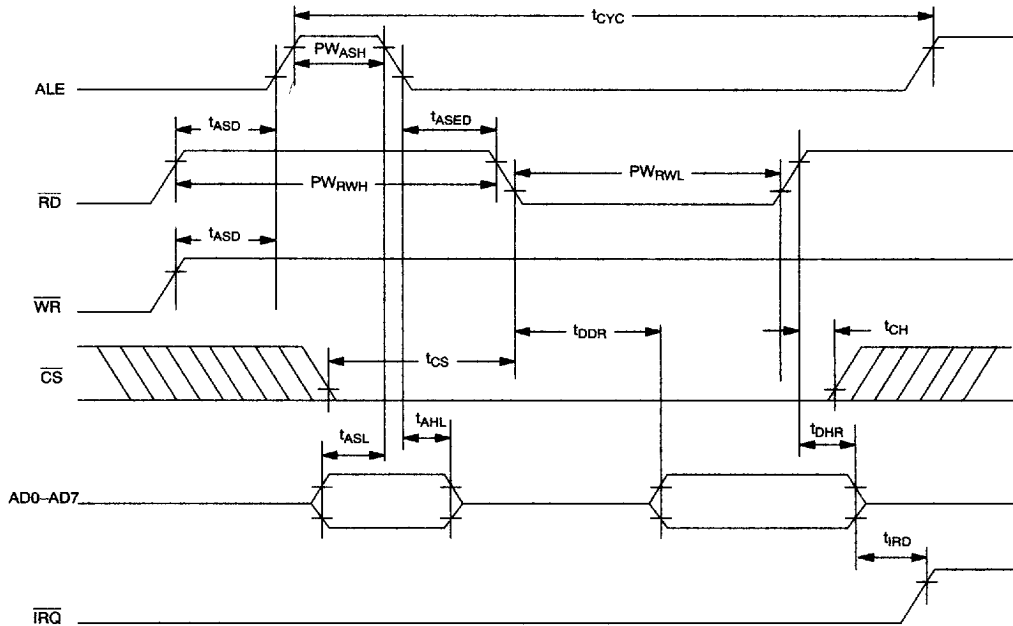 tCYC
PWASH
ALE
tASD
tASED
PWRWH
PWRWL
RD
tASD
WR
tDDR
tCH
tCS
CS
tASL
tAHL
tDHR
AD0–AD7
tIRD
IRQ